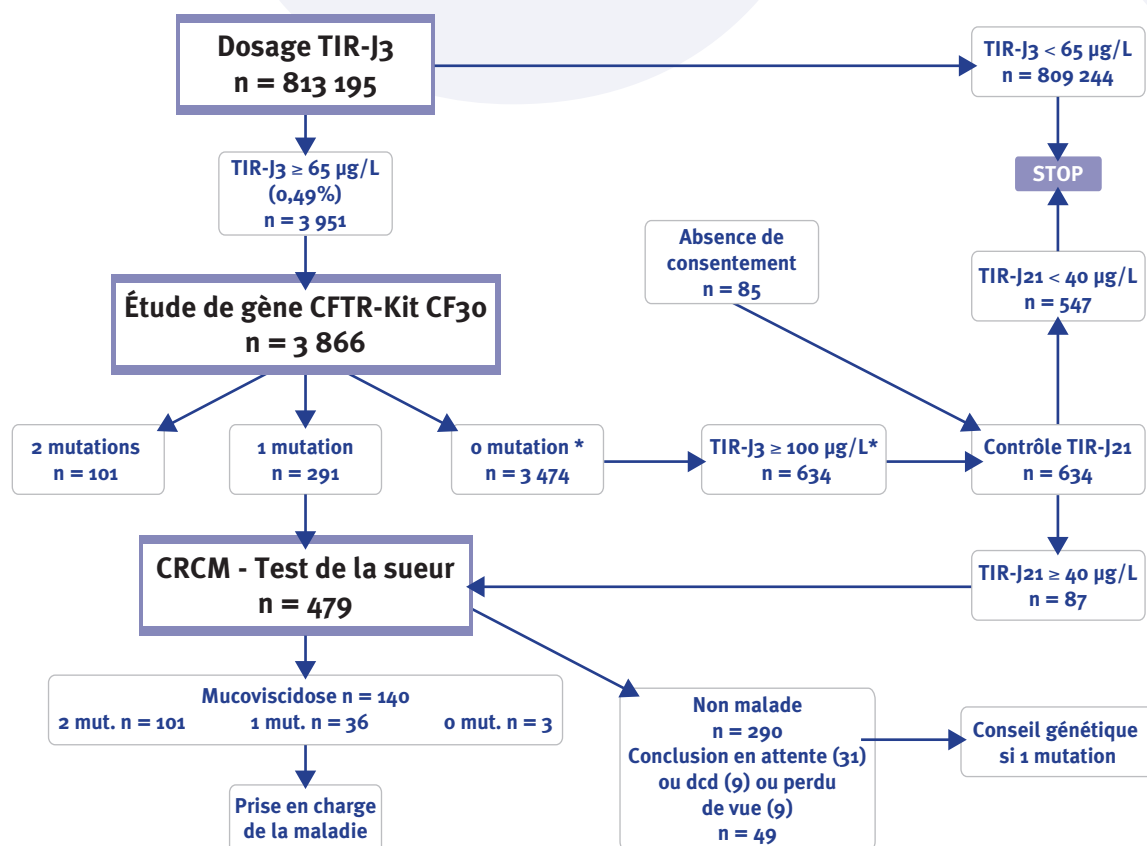 Dosage TIR-J3
n = 813 195
TIR-J3 < 65 µg/L
n = 809 244
TIR-J3 ≥ 65 µg/L
(0,49%)
n = 3 951
STOP
Absence de
consentement
n = 85
TIR-J21 < 40 µg/L
n = 547
Étude de gène CFTR-Kit CF30
n = 3 866
2 mutations
n = 101
1 mutation
n = 291
0 mutation *
n = 3 474
TIR-J3 ≥ 100 µg/L*
n = 634
Contrôle TIR-J21
n = 634
CRCM - Test de la sueur
n = 479
TIR-J21 ≥ 40 µg/L
n = 87
Mucoviscidose n = 140
2 mut. n = 101 1 mut. n = 36 0 mut. n = 3
Non malade
n = 290
Conclusion en attente (31)
ou dcd (9) ou perdu
de vue (9)
n = 49
Conseil génétique
si 1 mutation
Prise en charge
de la maladie